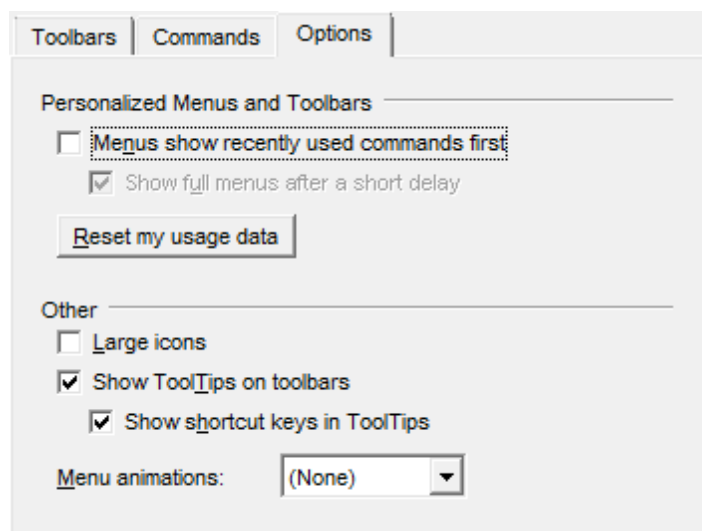 Toolbars Commands Options
Personalized Menus and Toolbars
Menus show recently used commands first
Show full menus after a short delay
Reset my usage data
Other
Large icons
Show ToolTips on toolbars
Show shortcut keys in ToolTips
Menu animations: (None)